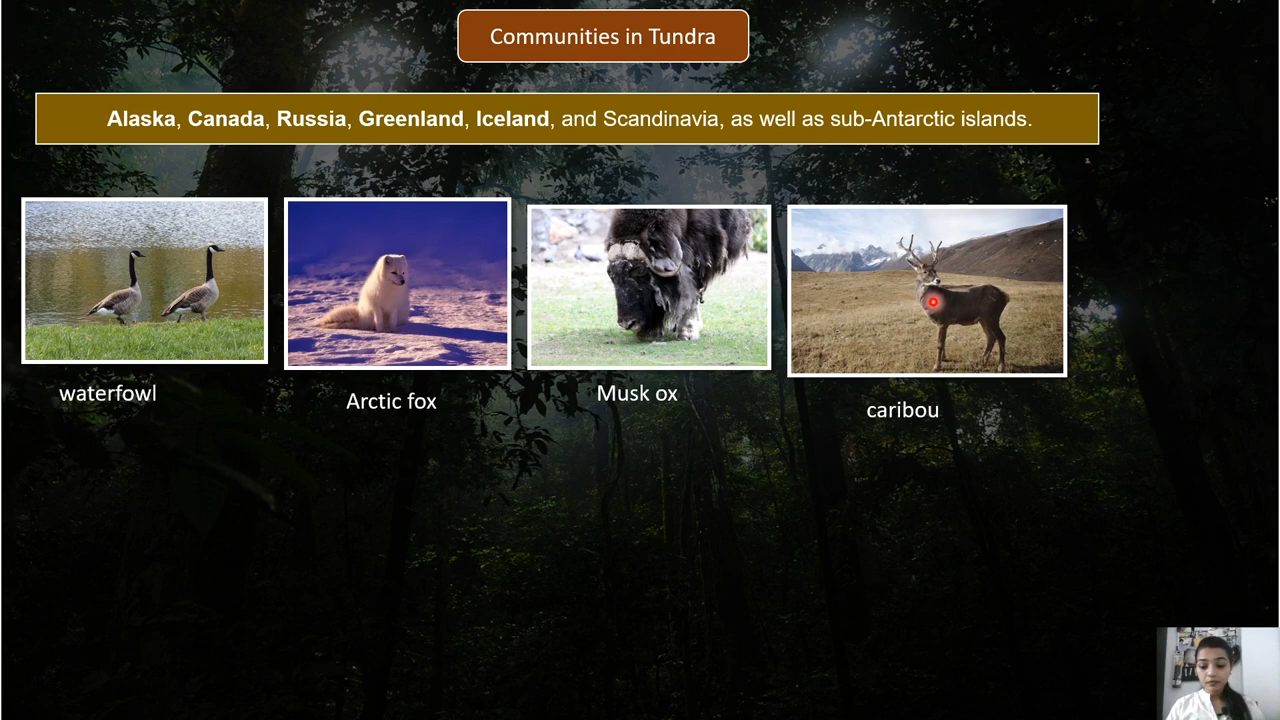 Communities in Tundra
Alaska, Canada, Russia, Greenland, Iceland, and Scandinavia, as well as sub-Antarctic islands.
waterfowl
Arctic fox
Musk ox
caribou